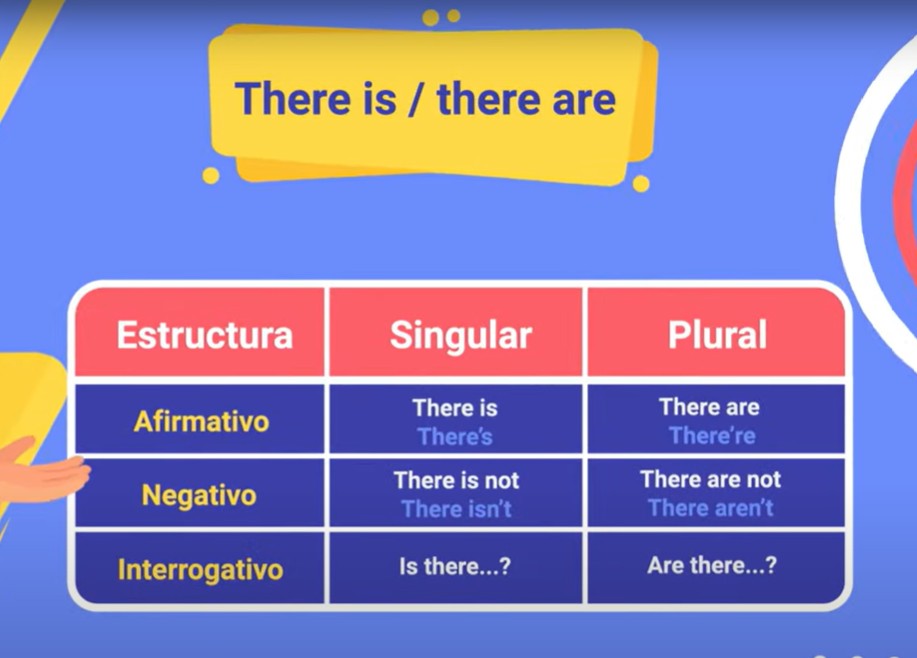 There is / there are
Estructura
Singular
Plural
Afirmativo
There is
There's
There are
There're
Negativo
There is not
There isn't
There are not
There aren't
Interrogativo
Is there...?
Are there...?